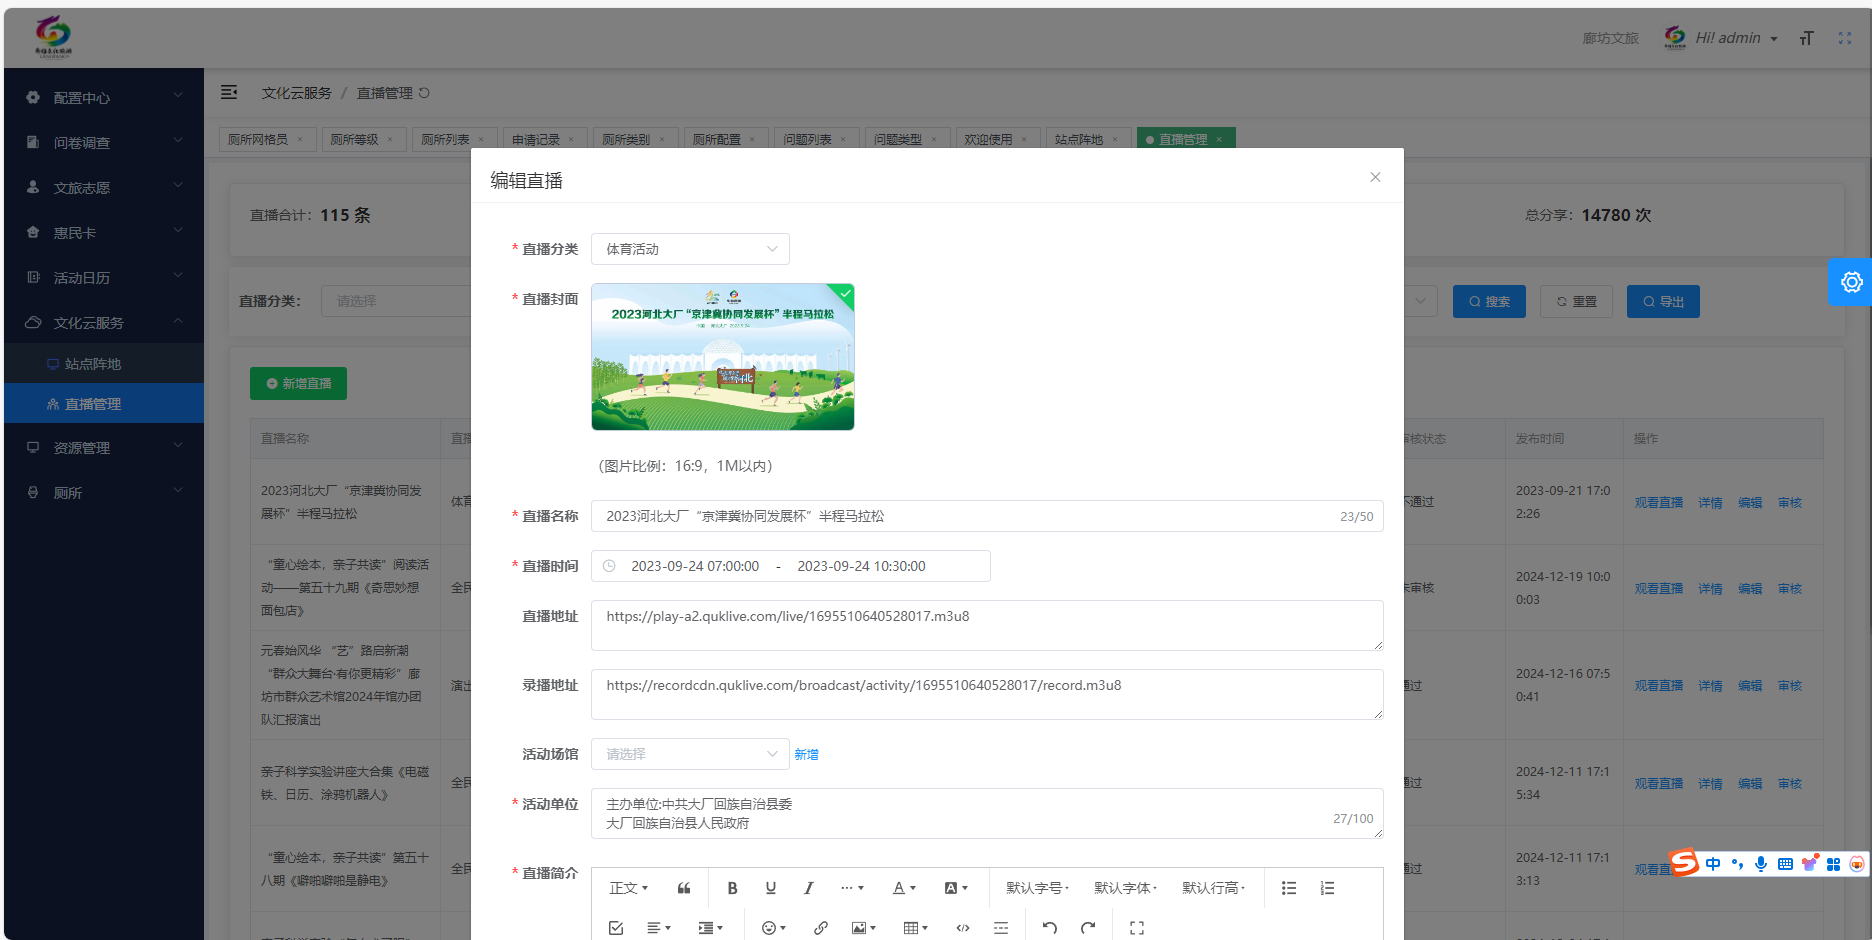 廊坊文旅
Hi! admin
配置中心
问卷调查
文旅志愿
惠民卡
活动日历
文化云服务
站点阵地
直播管理
资源管理
厕所
文化云服务 / 直播管理
厕所网格员 ×
厕所等级 ×
厕所列表 ×
申请记录 ×
厕所类别 ×
厕所配置 ×
问题列表 ×
问题类型 ×
欢迎使用 ×
站点阵地 ×
直播管理 ×
直播合计：115 条
总分享：14780 次
直播分类：
请选择
搜索
重置
导出
新增直播
直播名称
直播
审核状态
发布时间
操作
2023河北大厂“京津冀协同发
展杯”半程马拉松
体育
不通过
2023-09-21 17:0
2:26
观看直播 详情 编辑 审核
“童心绘本，亲子共读”阅读活
动——第五十九期《奇思妙想
面包店》
全民
未审核
2024-12-19 10:0
0:03
观看直播 详情 编辑 审核
元春始风华 “艺”路启新潮
“群众大舞台·有你更精彩”廊
坊市群众艺术馆2024年馆办团
队汇报演出
演出
通过
2024-12-16 07:5
0:41
观看直播 详情 编辑 审核
亲子科学实验讲座大合集《电磁
铁、日历、涂鸦机器人》
全民
通过
2024-12-11 17:1
5:34
观看直播 详情 编辑 审核
“童心绘本，亲子共读”第五十
八期《噼啪噼啪是静电》
全民
通过
2024-12-11 17:1
3:13
观看直播
编辑直播
* 直播分类
体育活动
* 直播封面
2023河北大厂“京津冀协同发展杯”半程马拉松
（图片比例：16:9，1M以内）
* 直播名称
2023河北大厂“京津冀协同发展杯”半程马拉松
23/50
* 直播时间
2023-09-24 07:00:00 - 2023-09-24 10:30:00
直播地址
https://play-a2.quklive.com/live/1695510640528017.m3u8
录播地址
https://recordcdn.quklive.com/broadcast/activity/1695510640528017/record.m3u8
活动场馆
请选择
新增
* 活动单位
主办单位:中共大厂回族自治县委
大厂回族自治县人民政府
27/100
* 直播简介
正文
B U I
A
A
默认字号
默认字体
默认行高
中